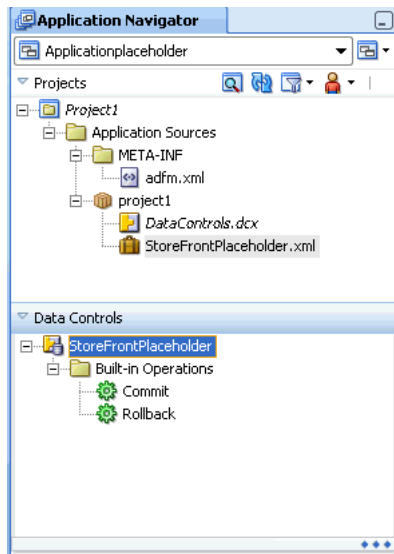 Application Navigator
Applicationplaceholder
Projects
Project1
Application Sources
META-INF
adfm.xml
project1
DataControls.dcx
StoreFrontPlaceholder.xml
Data Controls
StoreFrontPlaceholder
Built-in Operations
Commit
Rollback